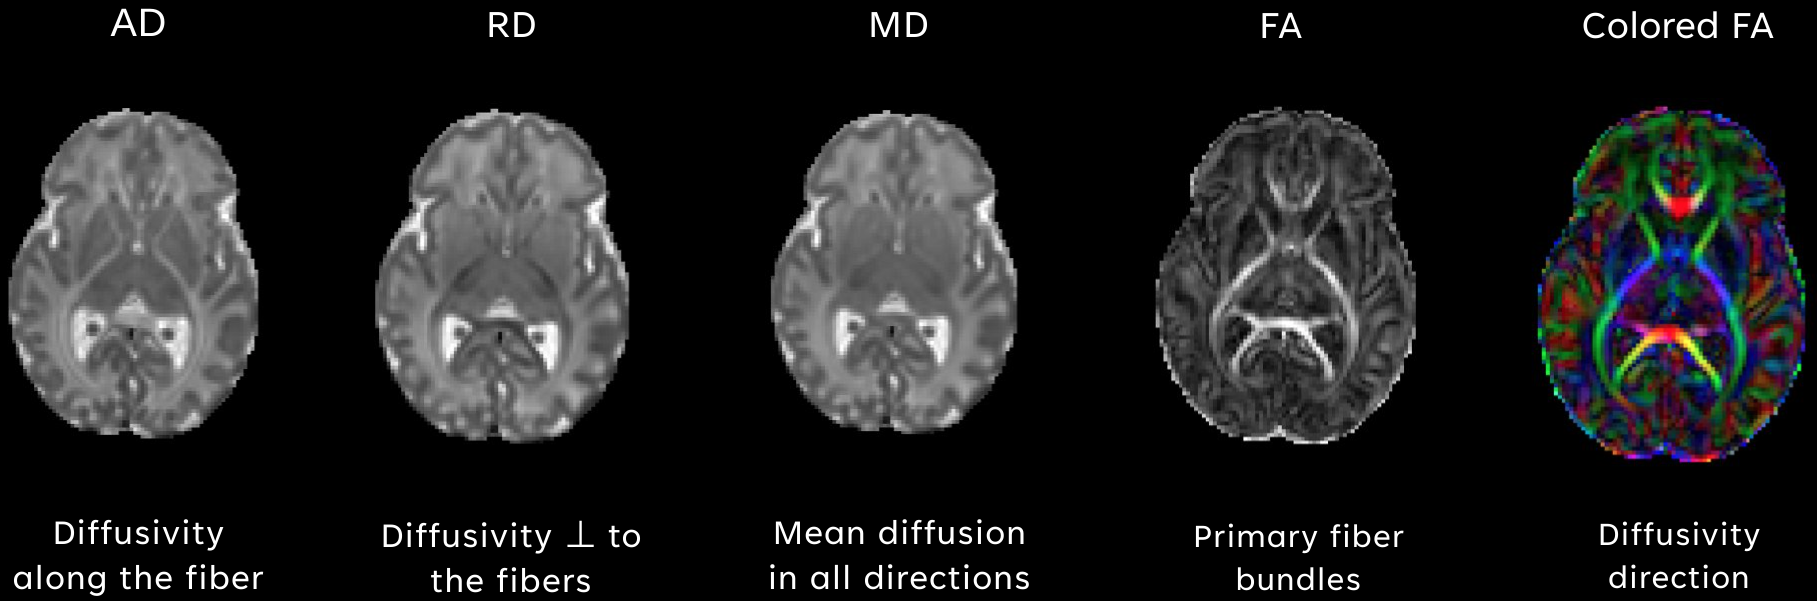 AD
RD
MD
FA
Colored FA
Diffusivity
along the fiber
Diffusivity ⊥ to
the fibers
Mean diffusion
in all directions
Primary fiber
bundles
Diffusivity
direction